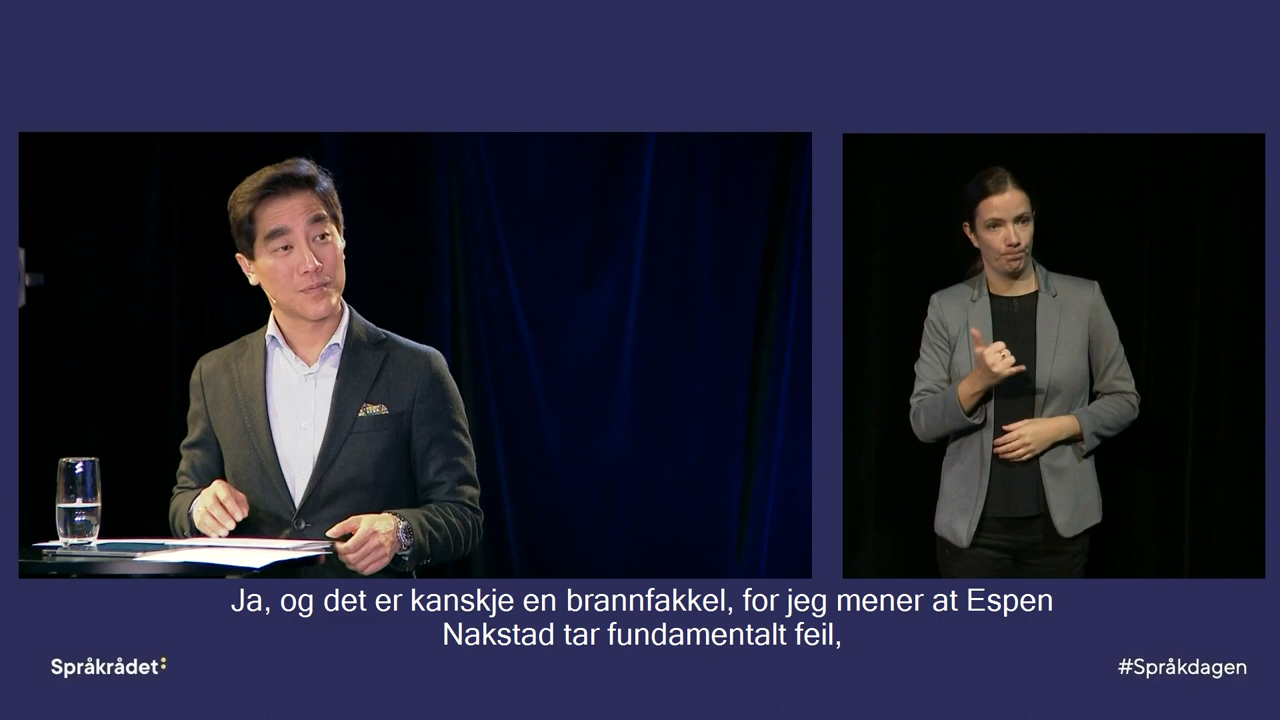 Ja, og det er kanskje en brannfakkel, for jeg mener at Espen
Nakstad tar fundamentalt feil,
Språkrådet:
#Språkdagen